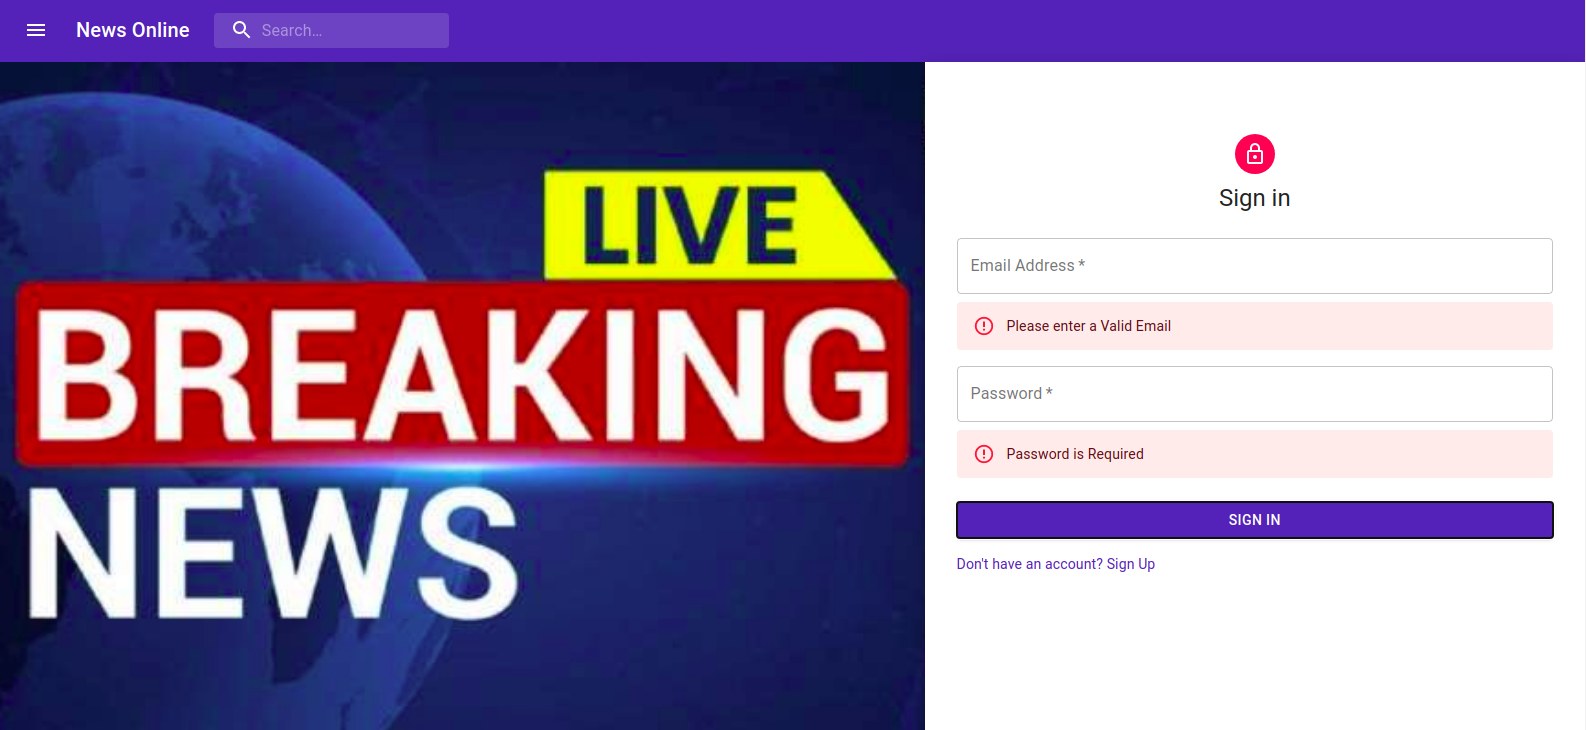 News Online
Search…
LIVE
BREAKING
NEWS
Sign in
Email Address *
Please enter a Valid Email
Password *
Password is Required
SIGN IN
Don't have an account? Sign Up